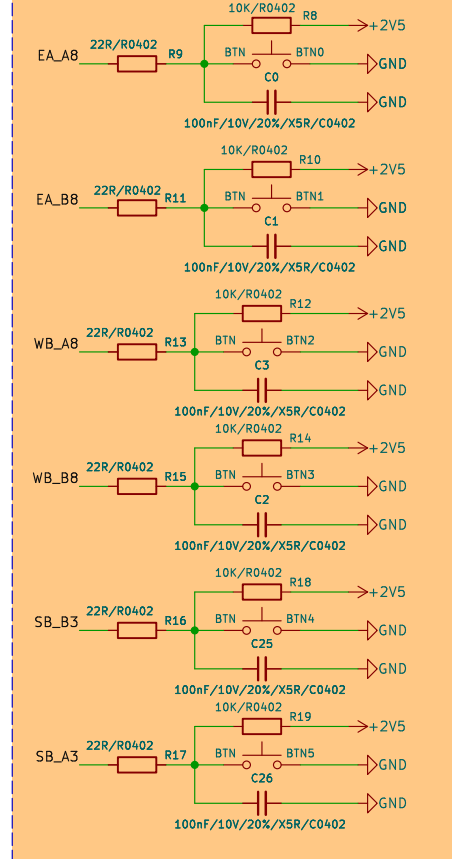 10K/R0402 R8 +2V5
22R/R0402
EA_A8 R9 BTN BTN0 GND
C0
GND
100nF/10V/20%/X5R/C0402
10K/R0402 R10 +2V5
22R/R0402
EA_B8 R11 BTN BTN1 GND
C1
GND
100nF/10V/20%/X5R/C0402
10K/R0402 R12 +2V5
22R/R0402
WB_A8 R13 BTN BTN2 GND
C3
GND
100nF/10V/20%/X5R/C0402
10K/R0402 R14 +2V5
22R/R0402
WB_B8 R15 BTN BTN3 GND
C2
GND
100nF/10V/20%/X5R/C0402
10K/R0402 R18 +2V5
22R/R0402
SB_B3 R16 BTN BTN4 GND
C25
GND
100nF/10V/20%/X5R/C0402
10K/R0402 R19 +2V5
22R/R0402
SB_A3 R17 BTN BTN5 GND
C26
GND
100nF/10V/20%/X5R/C0402